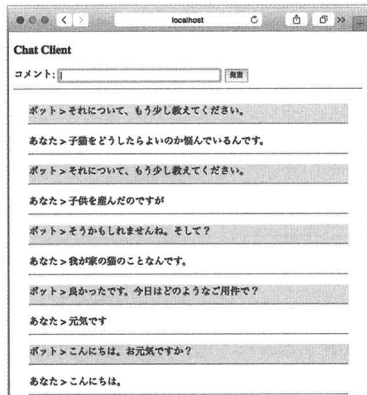 localhost
Chat Client
コメント: 発言
ボット > それについて、もう少し教えてください。
あなた > 子猫をどうしたらよいのか悩んでいるんです。
ボット > それについて、もう少し教えてください。
あなた > 子供を産んだのですが
ボット > そうかもしれませんね。そして？
あなた > 我が家の猫のことなんです。
ボット > 良かったです。今日はどのようなご用件で？
あなた > 元気です
ボット > こんにちは。お元気ですか？
あなた > こんにちは。